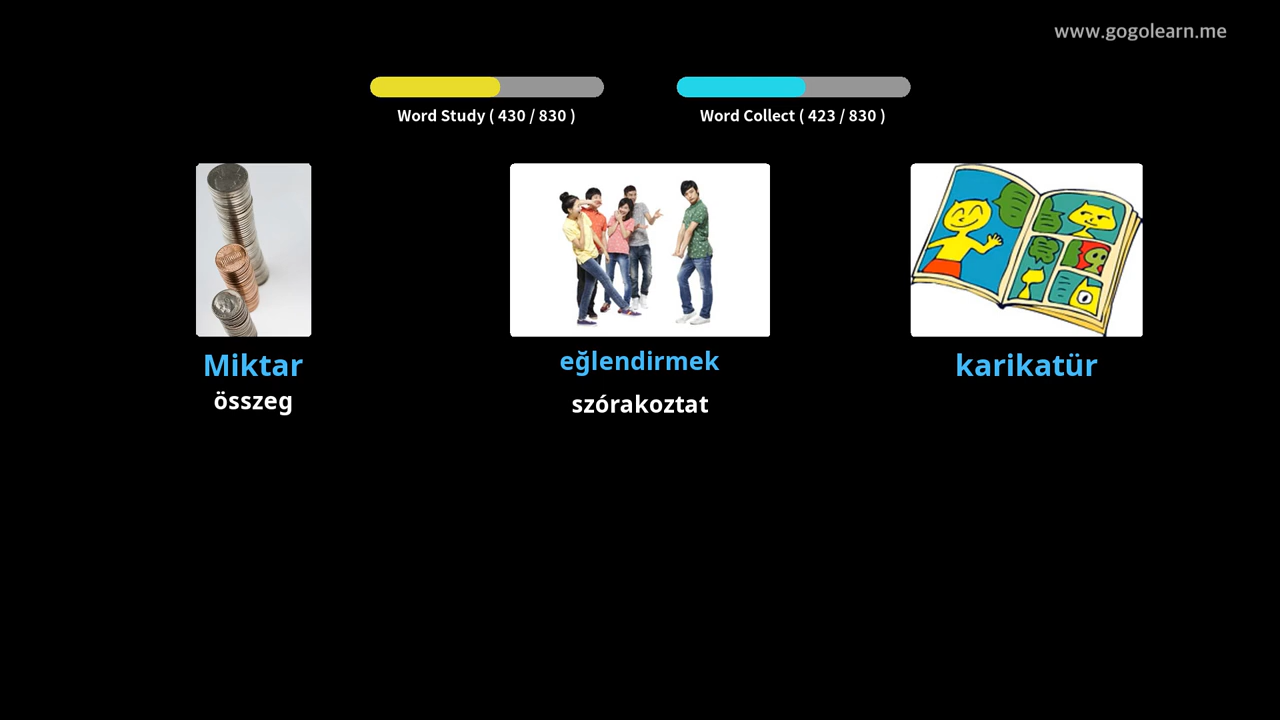 www.gogolearn.me
Word Study ( 430 / 830 )
Word Collect ( 423 / 830 )
Miktar
összeg
eğlendirmek
szórakoztat
karikatür